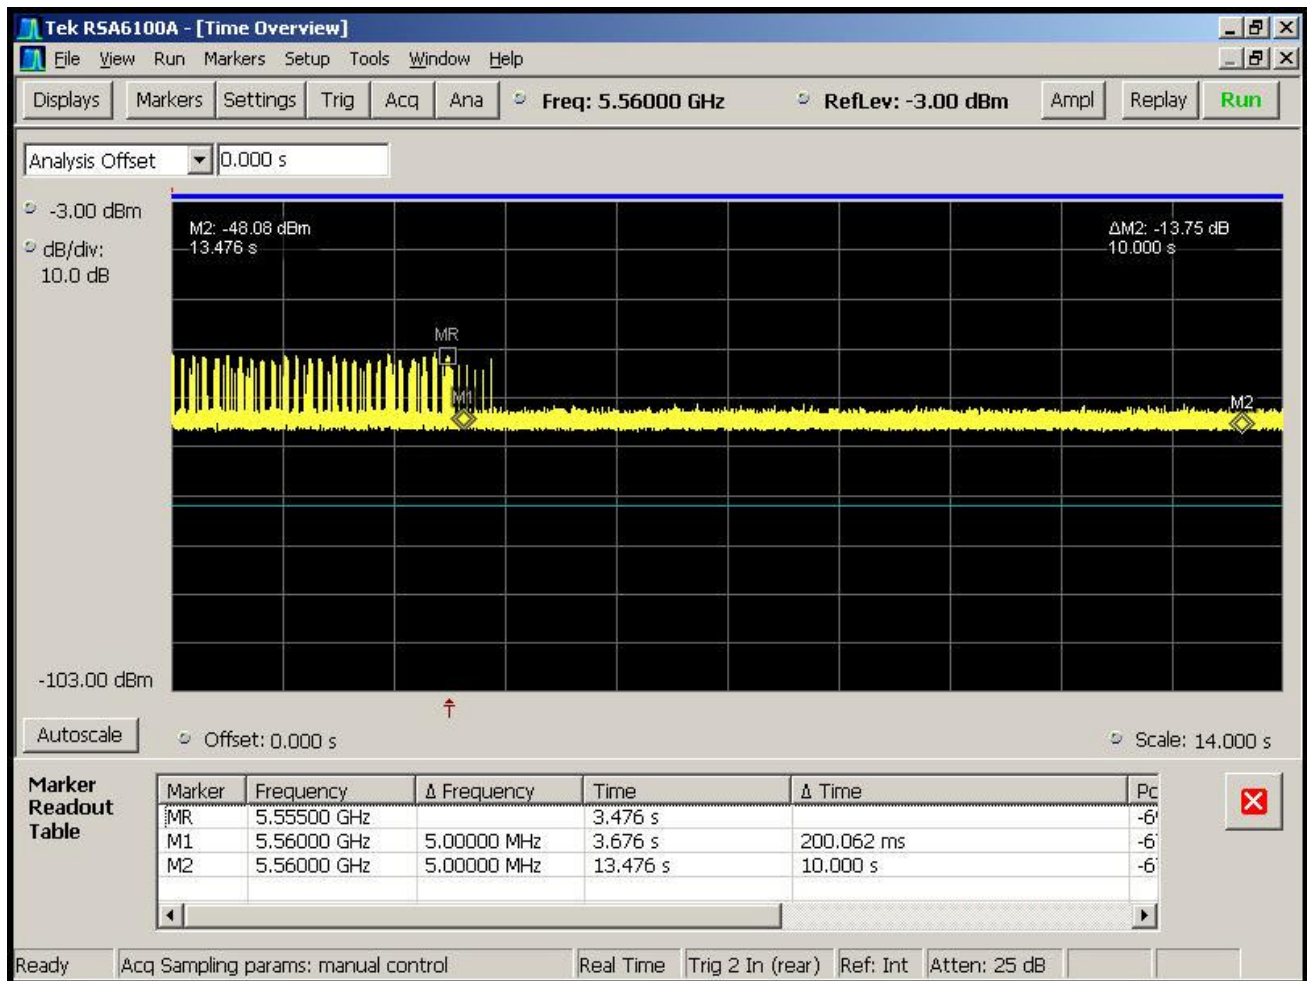 Tek RSA6100A - [Time Overview]
File View Run Markers Setup Tools Window Help
Displays Markers Settings Trig Acq Ana Freq: 5.56000 GHz RefLev: -3.00 dBm Ampl Replay Run
Analysis Offset 0.000 s
-3.00 dBm
dB/div:
10.0 dB
M2: -48.08 dBm
13.476 s
ΔM2: -13.75 dB
10.000 s
MR
M1
M2
-103.00 dBm
T
Autoscale Offset: 0.000 s Scale: 14.000 s
Marker Readout Table
Marker Frequency Δ Frequency Time Δ Time
MR 5.55500 GHz 3.476 s
M1 5.56000 GHz 5.00000 MHz 3.676 s 200.062 ms
M2 5.56000 GHz 5.00000 MHz 13.476 s 10.000 s
Ready Acq Sampling params: manual control Real Time Trig 2 In (rear) Ref: Int Atten: 25 dB